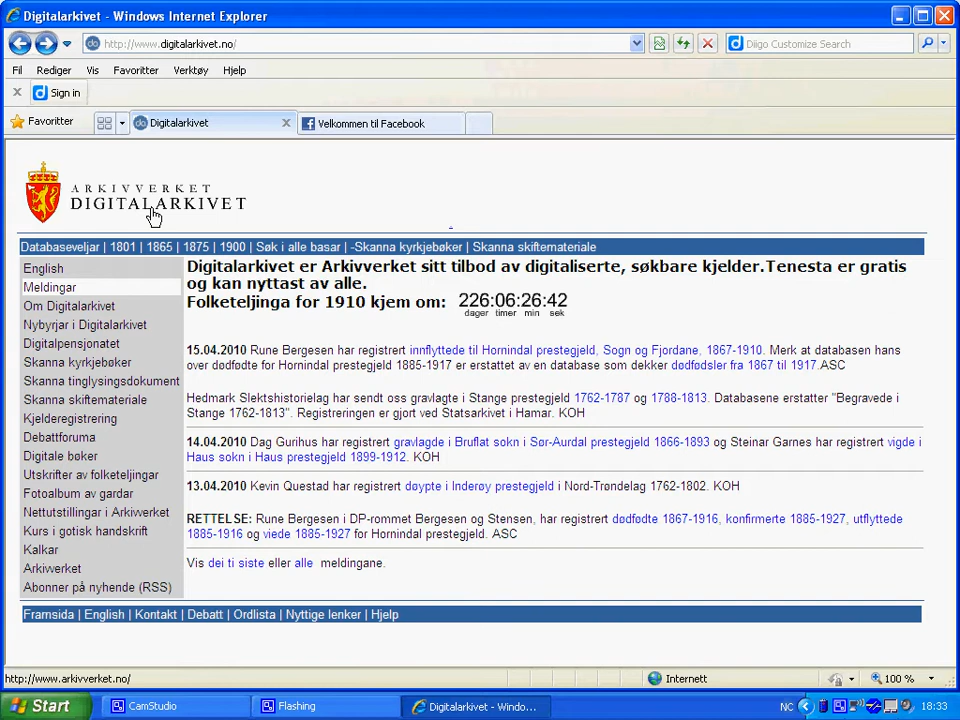 Digitalarkivet - Windows Internet Explorer
http://www.digitalarkivet.no/
Diigo Customize Search
Fil Rediger Vis Favoritter Verktøy Hjelp
Sign in
Favoritter
Digitalarkivet
Velkommen til Facebook
ARKIVVERKET
DIGITALARKIVET
Databaseveljar | 1801 | 1865 | 1875 | 1900 | Søk i alle basar | -Skanna kyrkjebøker | Skanna skiftemateriale
English
Meldingar
Om Digitalarkivet
Nybyrjar i Digitalarkivet
Digitalpensjonatet
Skanna kyrkjebøker
Skanna tinglysingsdokument
Skanna skiftemateriale
Kjelderegistrering
Debattforuma
Digitale bøker
Utskrifter av folketeljingar
Fotoalbum av gardar
Nettutstillingar i Arkivverket
Kurs i gotisk handskrift
Kalkar
Arkivverket
Abonner på nyhende (RSS)
Digitalarkivet er Arkivverket sitt tilbod av digitaliserte, søkbare kjelder.Tenesta er gratis
og kan nyttast av alle.
Folketeljinga for 1910 kjem om: 226:06:26:42
dager timer min sek
15.04.2010 Rune Bergesen har registrert innflyttede til Hornindal prestegjeld, Sogn og Fjordane, 1867-1910. Merk at databasen hans
over dødfødte for Hornindal prestegjeld 1885-1917 er erstattet av en database som dekker dødfødsler fra 1867 til 1917.ASC
Hedmark Slektshistorielag har sendt oss gravlagte i Stange prestegjeld 1762-1787 og 1788-1813. Databasene erstatter "Begravede i
Stange 1762-1813". Registreringen er gjort ved Statsarkivet i Hamar. KOH
14.04.2010 Dag Gurihus har registrert gravlagde i Bruflat sokn i Sør-Aurdal prestegjeld 1866-1893 og Steinar Garnes har registrert vigde i
Haus sokn i Haus prestegjeld 1899-1912. KOH
13.04.2010 Kevin Questad har registrert døypte i Inderøy prestegjeld i Nord-Trøndelag 1762-1802. KOH
RETTELSE: Rune Bergesen i DP-rommet Bergesen og Stensen, har registrert dødfødte 1867-1916, konfirmerte 1885-1927, utflyttede
1885-1916 og viede 1885-1927 for Hornindal prestegjeld. ASC
Vis dei ti siste eller alle meldingane.
Framsida | English | Kontakt | Debatt | Ordlista | Nyttige lenker | Hjelp
http://www.arkivverket.no/
Internett
100 %
Start
CamStudio
Flashing
Digitalarkivet - Windo...
NC
18:33